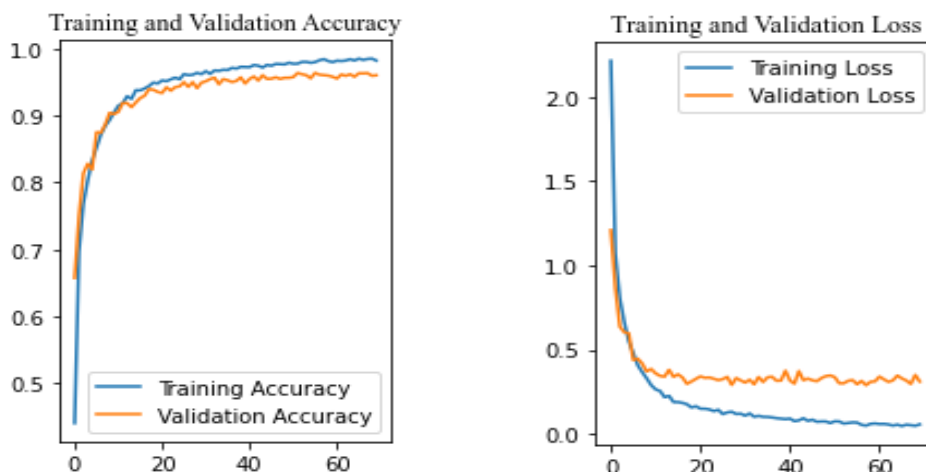 Training and Validation Accuracy
1.0
0.9
0.8
0.7
0.6
0.5
Training Accuracy
Validation Accuracy
0 20 40 60
Training and Validation Loss
2.0
1.5
1.0
0.5
0.0
Training Loss
Validation Loss
0 20 40 60